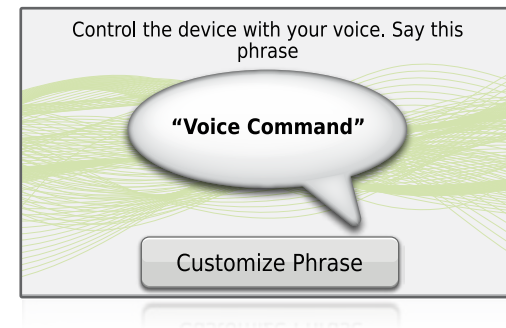 Control the device with your voice. Say this
phrase
“Voice Command”
Customize Phrase